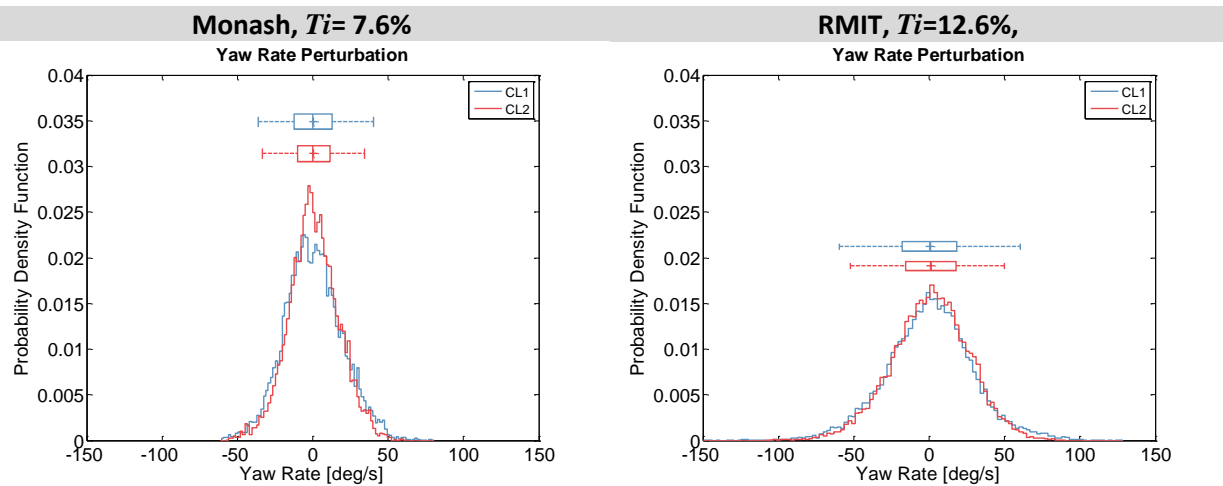 Monash, Ti= 7.6%
RMIT, Ti=12.6%,
Yaw Rate Perturbation
0.04
0.035
0.03
0.025
0.02
0.015
0.01
0.005
0
Probability Density Function
CL1
CL2
-150 -100 -50 0 50 100 150
Yaw Rate [deg/s]
Yaw Rate Perturbation
0.04
0.035
0.03
0.025
0.02
0.015
0.01
0.005
0
Probability Density Function
CL1
CL2
-150 -100 -50 0 50 100 150
Yaw Rate [deg/s]